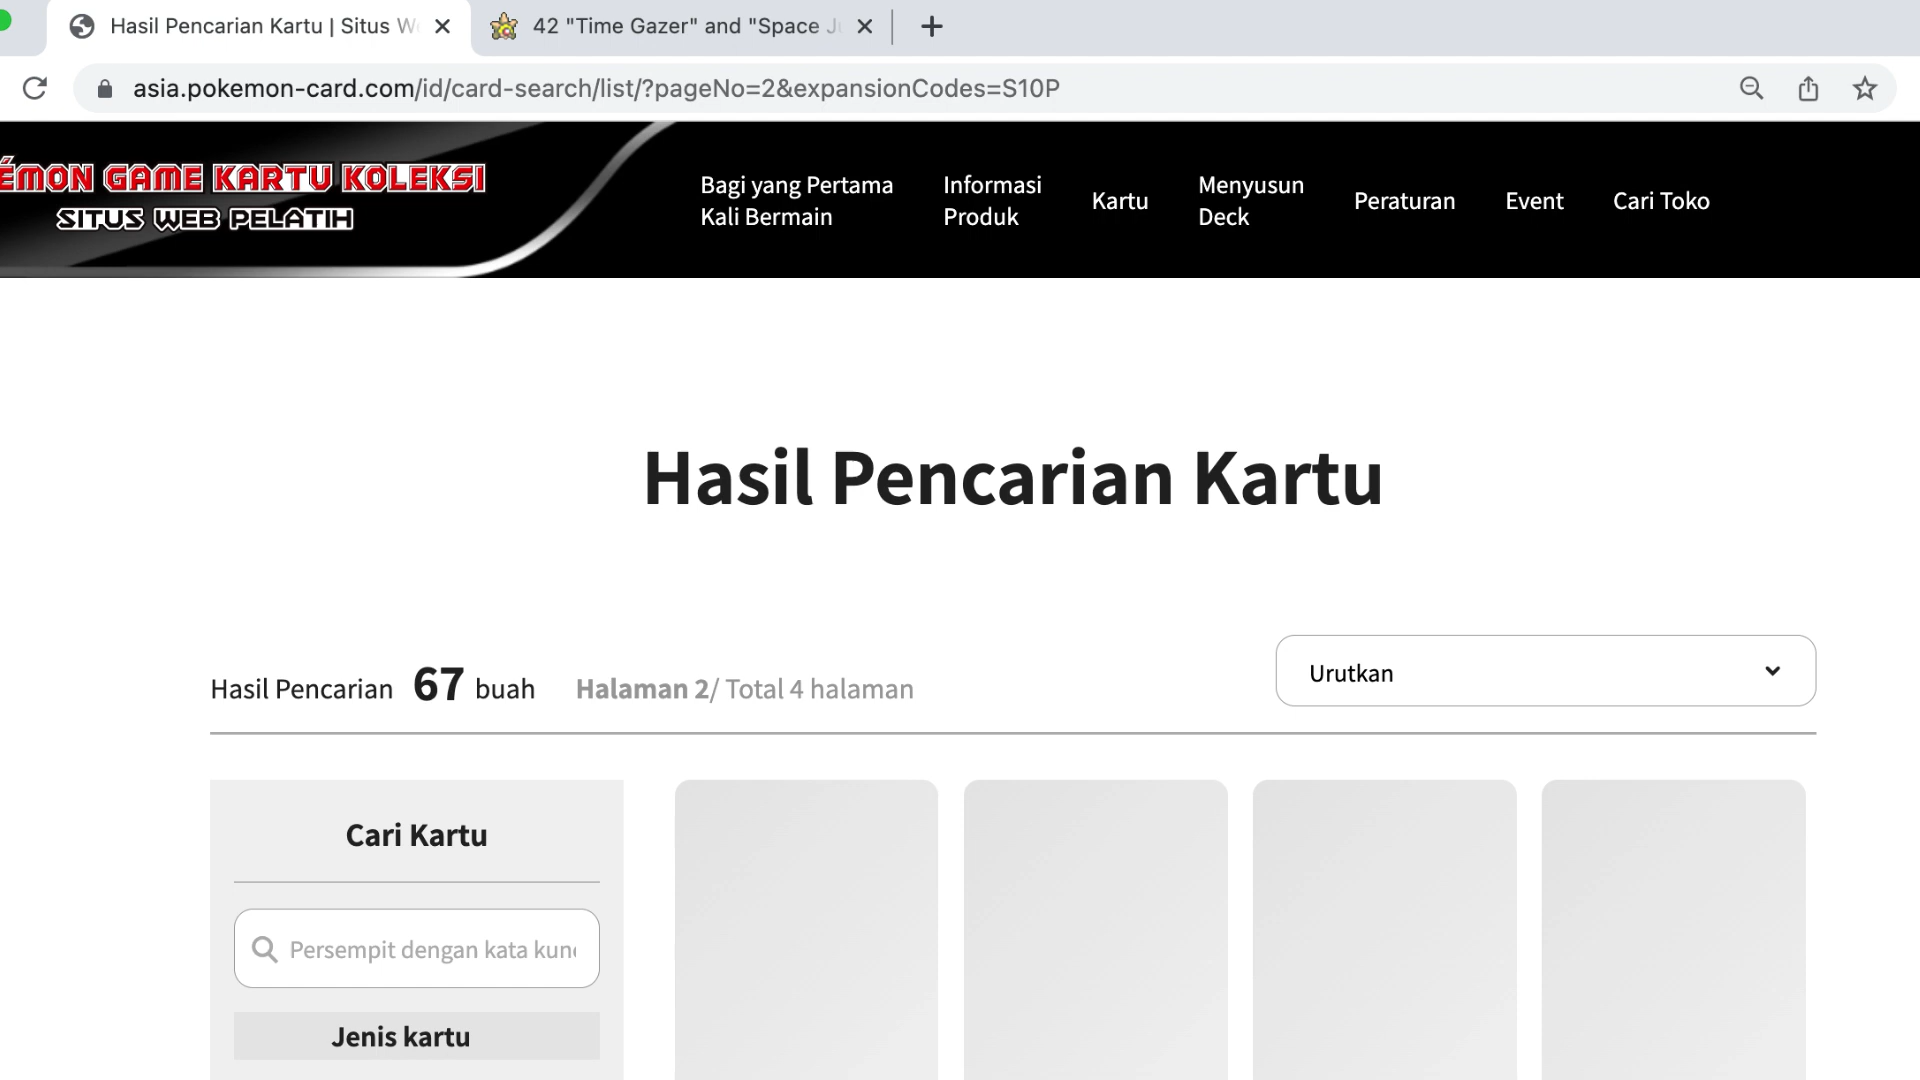 Hasil Pencarian Kartu | Situs W
42 "Time Gazer" and "Space J
asia.pokemon-card.com/id/card-search/list/?pageNo=2&expansionCodes=S10P
ÉMON GAME KARTU KOLEKSI
SITUS WEB PELATIH
Bagi yang Pertama
Kali Bermain
Informasi
Produk
Kartu
Menyusun
Deck
Peraturan
Event
Cari Toko
Hasil Pencarian Kartu
Hasil Pencarian 67 buah Halaman 2/ Total 4 halaman
Urutkan
Cari Kartu
Persempit dengan kata kun
Jenis kartu